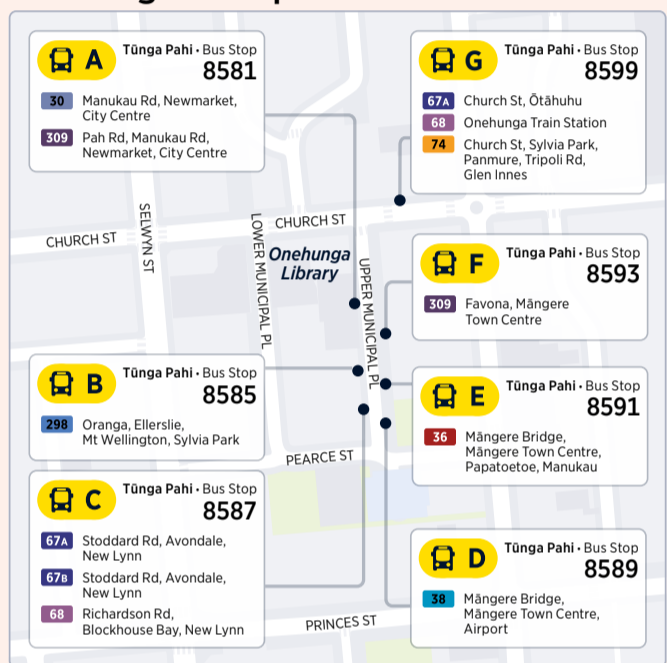 A
Tūnga Pahi · Bus Stop
8581
30 Manukau Rd, Newmarket,
City Centre
309 Pah Rd, Manukau Rd,
Newmarket, City Centre
G
Tūnga Pahi · Bus Stop
8599
67A Church St, Ōtāhuhu
68 Onehunga Train Station
74 Church St, Sylvia Park,
Panmure, Tripoli Rd,
Glen Innes
SELWYN ST
LOWER MUNICIPAL PL
CHURCH ST
CHURCH ST
Onehunga
Library
UPPER MUNICIPAL PL
F
Tūnga Pahi · Bus Stop
8593
309 Favona, Māngere
Town Centre
B
Tūnga Pahi · Bus Stop
8585
298 Oranga, Ellerslie,
Mt Wellington, Sylvia Park
E
Tūnga Pahi · Bus Stop
8591
36 Māngere Bridge,
Māngere Town Centre,
Papatoetoe, Manukau
PEARCE ST
C
Tūnga Pahi · Bus Stop
8587
67A Stoddard Rd, Avondale,
New Lynn
67B Stoddard Rd, Avondale,
New Lynn
68 Richardson Rd,
Blockhouse Bay, New Lynn
D
Tūnga Pahi · Bus Stop
8589
38 Māngere Bridge,
Māngere Town Centre,
Airport
PRINCES ST